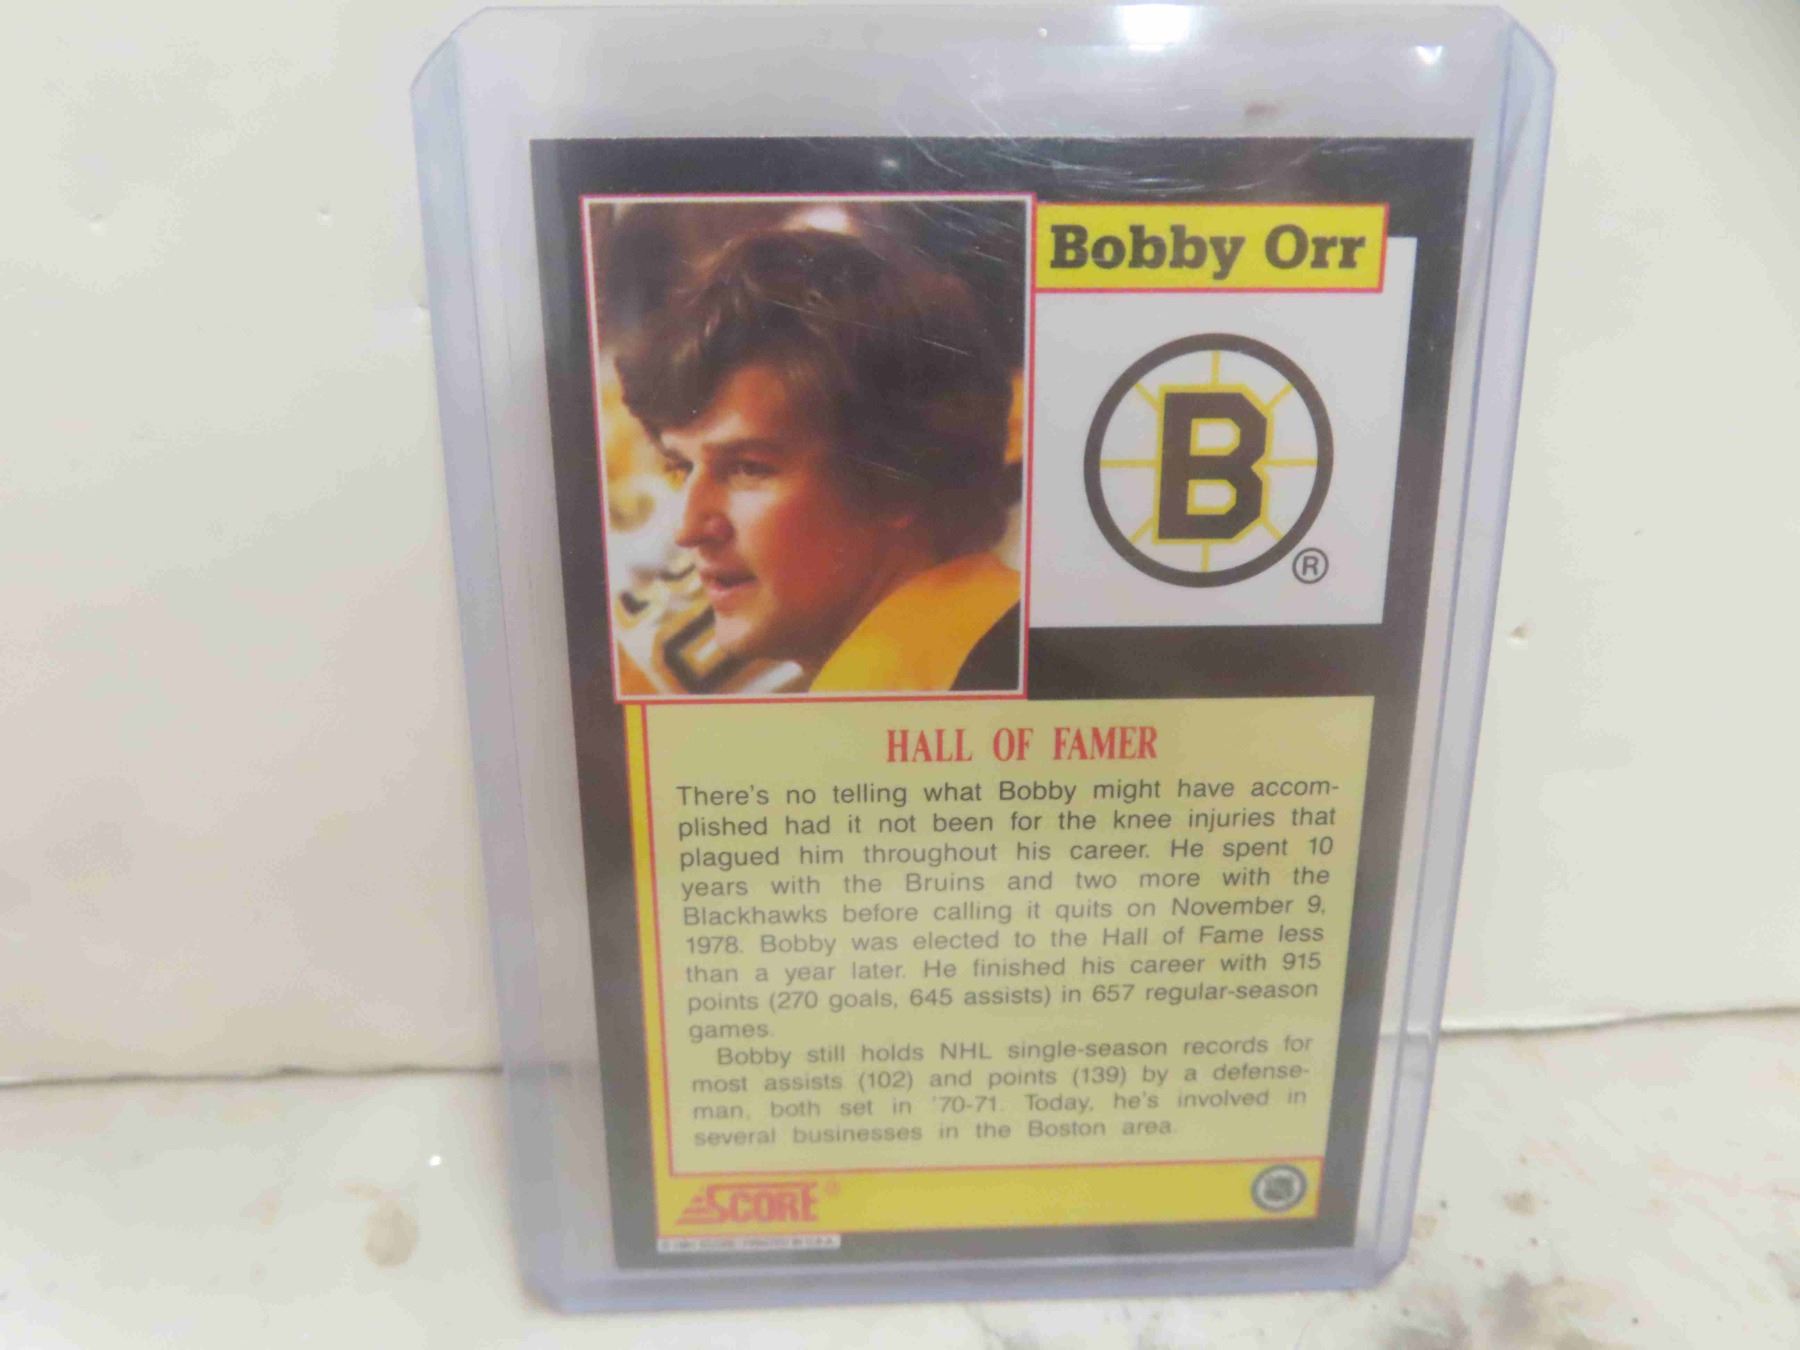 Bobby Orr
B
®
HALL OF FAMER
There's no telling what Bobby might have accom-
plished had it not been for the knee injuries that
plagued him throughout his career. He spent 10
years with the Bruins and two more with the
Blackhawks before calling it quits on November 9,
1978. Bobby was elected to the Hall of Fame less
than a year later. He finished his career with 915
points (270 goals, 645 assists) in 657 regular-season
games.
Bobby still holds NHL single-season records for
most assists (102) and points (139) by a defense-
man, both set in '70-71. Today, he's involved in
several businesses in the Boston area.
SCORE®